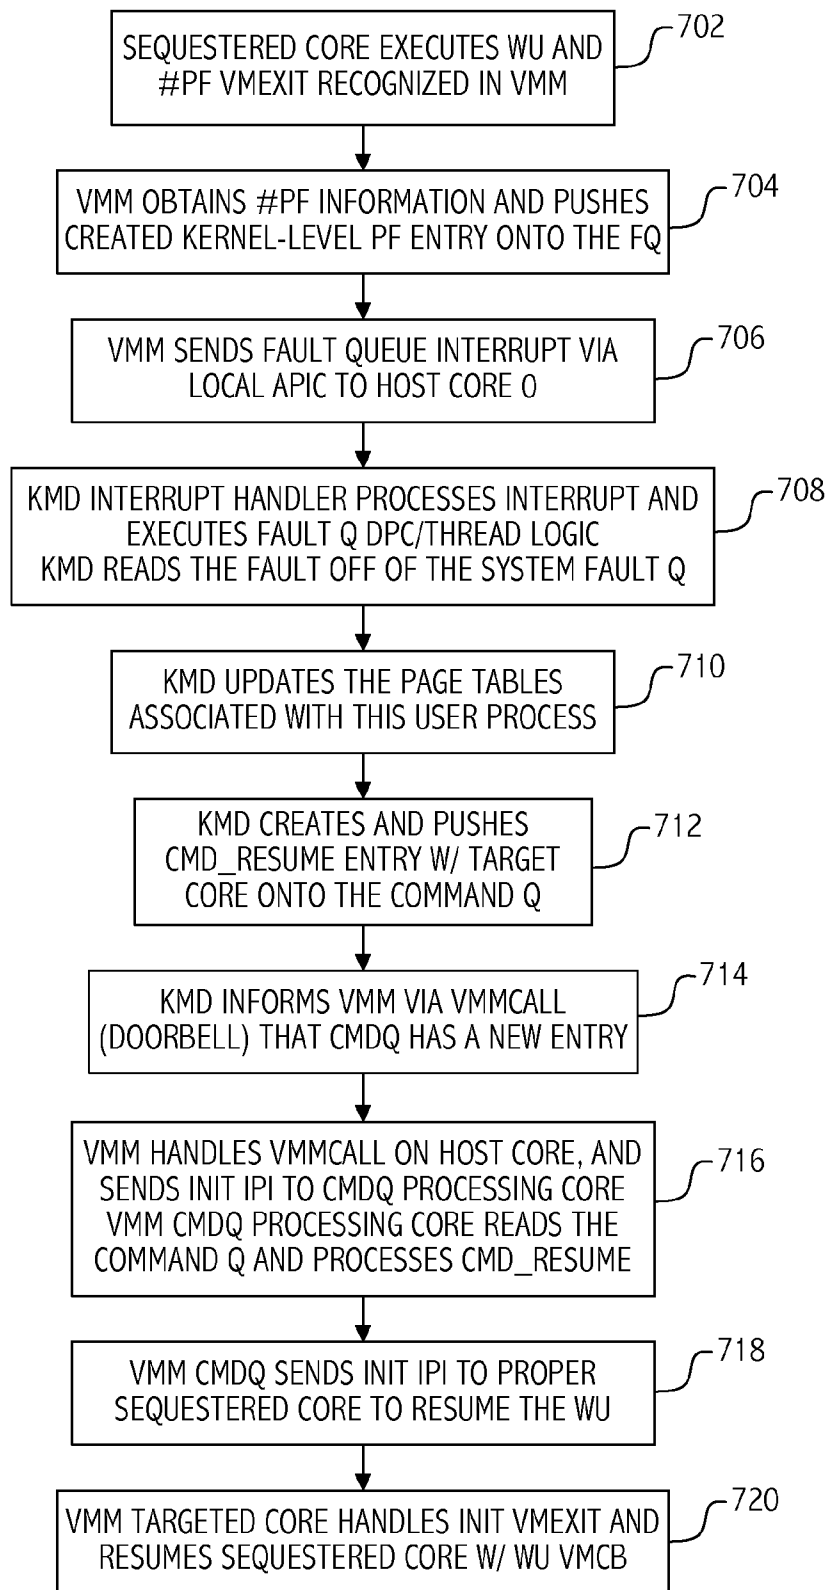 SEQUESTERED CORE EXECUTES WU AND
#PF VMEXIT RECOGNIZED IN VMM
702
VMM OBTAINS #PF INFORMATION AND PUSHES
CREATED KERNEL-LEVEL PF ENTRY ONTO THE FQ
704
VMM SENDS FAULT QUEUE INTERRUPT VIA
LOCAL APIC TO HOST CORE 0
706
KMD INTERRUPT HANDLER PROCESSES INTERRUPT AND
EXECUTES FAULT Q DPC/THREAD LOGIC
KMD READS THE FAULT OFF OF THE SYSTEM FAULT Q
708
KMD UPDATES THE PAGE TABLES
ASSOCIATED WITH THIS USER PROCESS
710
KMD CREATES AND PUSHES
CMD_RESUME ENTRY W/ TARGET
CORE ONTO THE COMMAND Q
712
KMD INFORMS VMM VIA VMMCALL
(DOORBELL) THAT CMDQ HAS A NEW ENTRY
714
VMM HANDLES VMMCALL ON HOST CORE, AND
SENDS INIT IPI TO CMDQ PROCESSING CORE
VMM CMDQ PROCESSING CORE READS THE
COMMAND Q AND PROCESSES CMD_RESUME
716
VMM CMDQ SENDS INIT IPI TO PROPER
SEQUESTERED CORE TO RESUME THE WU
718
VMM TARGETED CORE HANDLES INIT VMEXIT AND
RESUMES SEQUESTERED CORE W/ WU VMCB
720